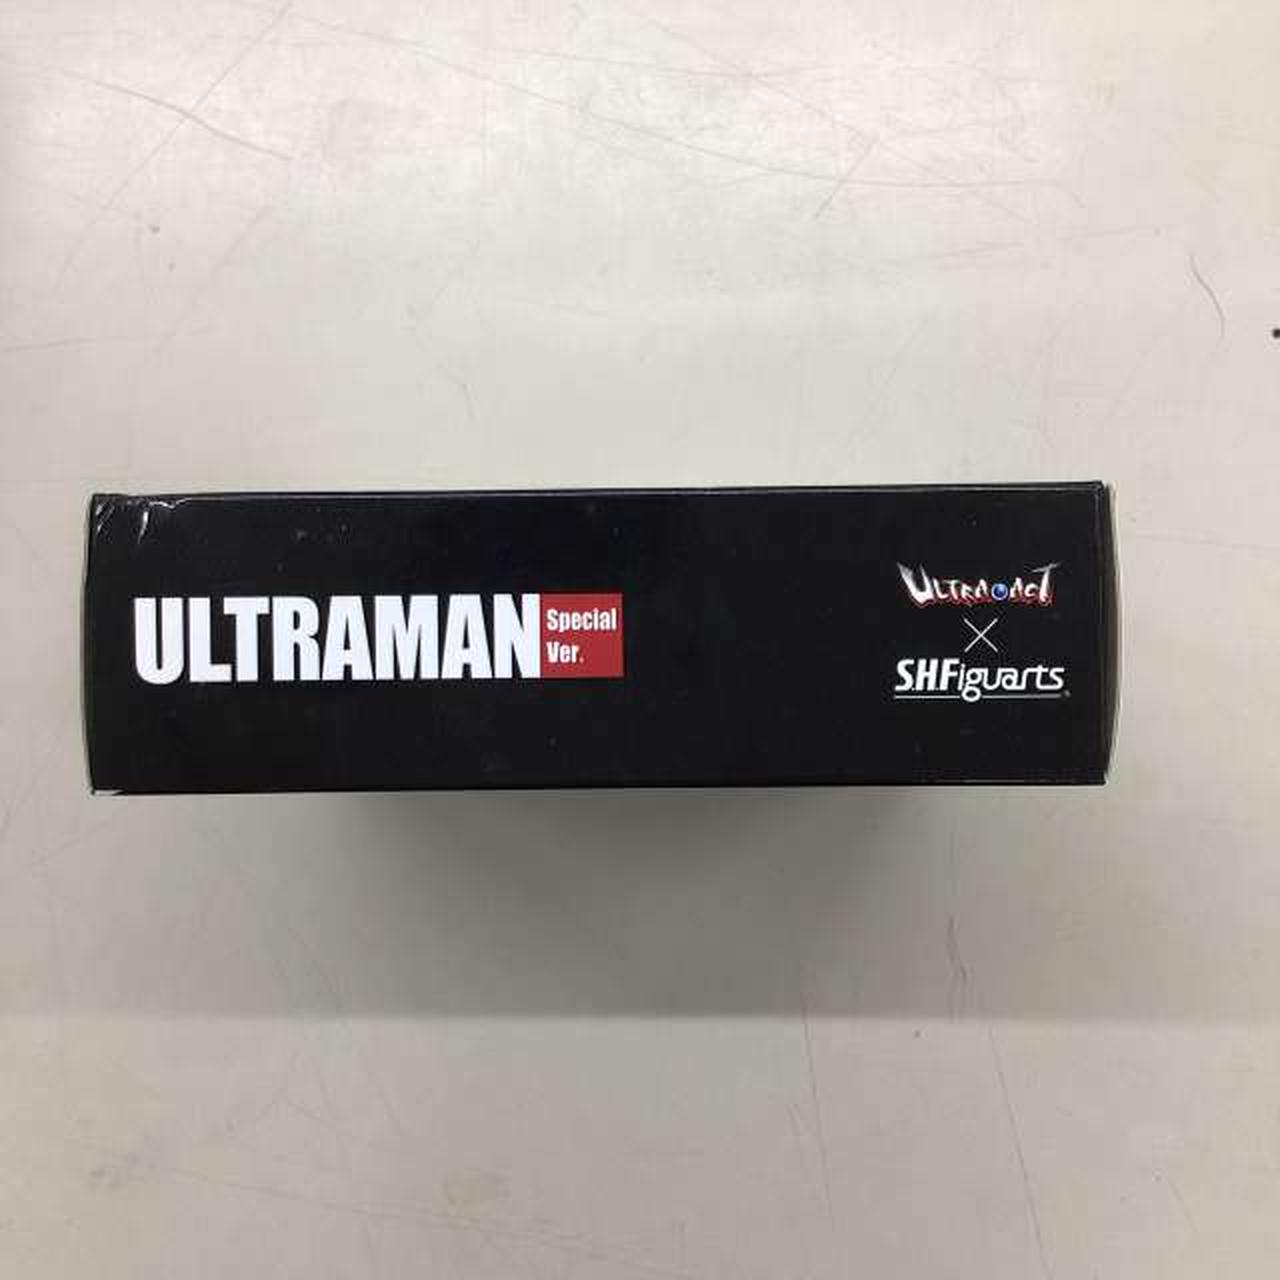 ULTRAMAN
Special
Ver.
ULTRA-ACT
×
S.H.Figuarts